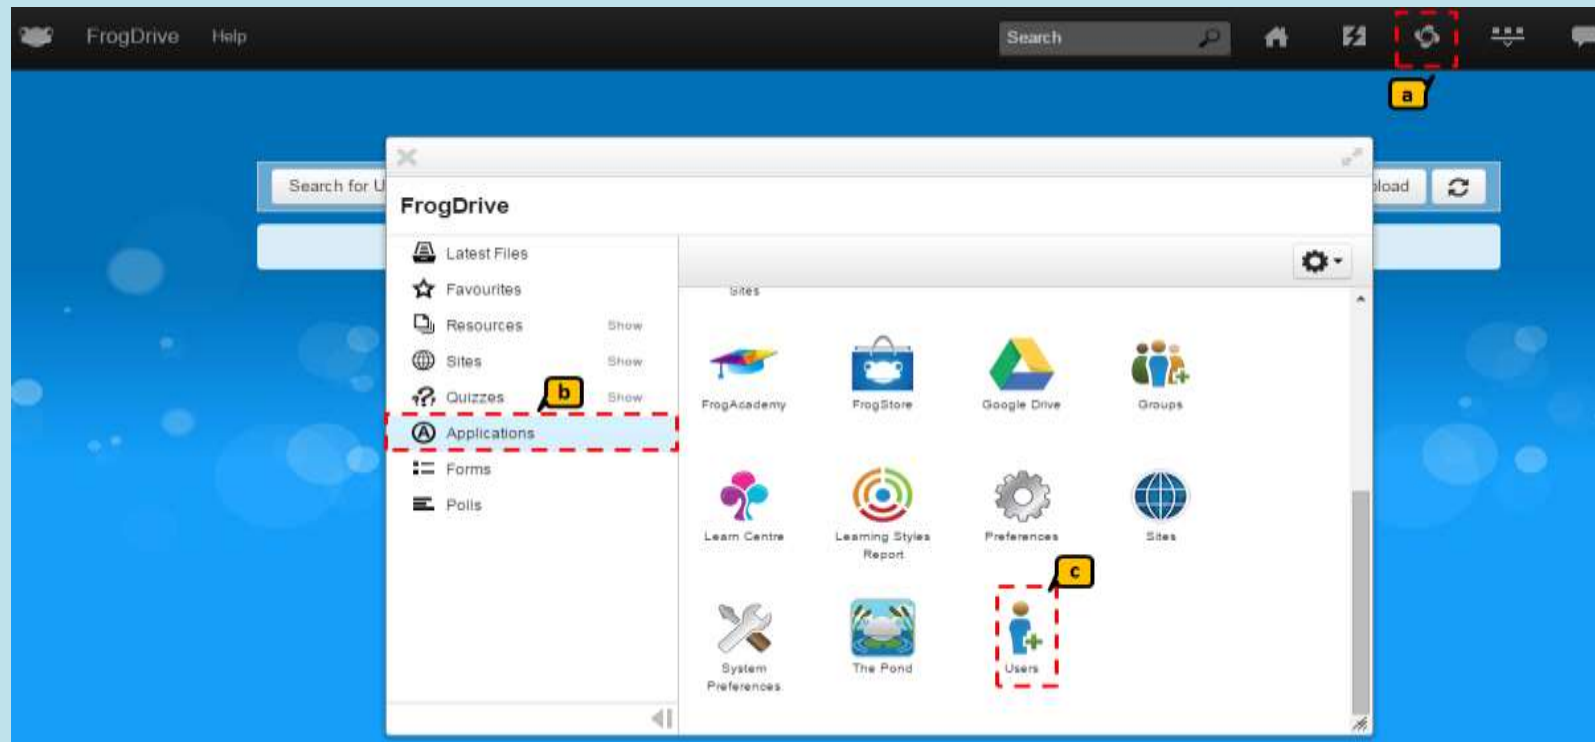 FrogDrive Help Search
a
Search for U
pload
FrogDrive
Latest Files
Favourites
Resources Show
Sites Show
Quizzes Show
b
Applications
Forms
Polls
Sites
FrogAcademy FrogStore Google Drive Groups
Learn Centre Learning Styles Preferences Sites
Report
c
System The Pond Users
Preferences